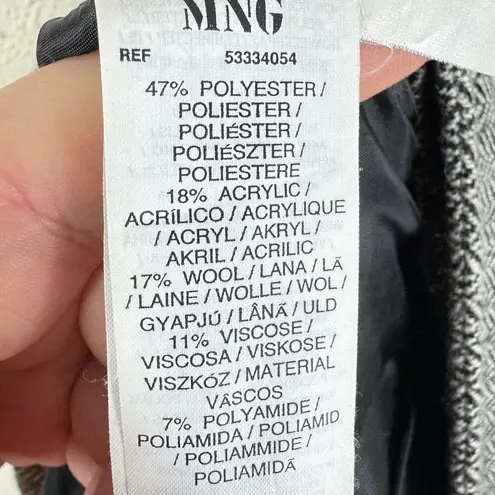 MNG
REF 53334054
47% POLYESTER /
POLIESTER /
POLIÉSTER /
POLIÉSZTER /
POLIESTERE
18% ACRYLIC /
ACRÍLICO / ACRYLIQUE
/ ACRYL / AKRYL /
AKRIL / ACRILIC
17% WOOL / LANA / LÃ
/ LAINE / WOLLE / WOL /
GYAPJÚ / LÂNÃ / ULD
11% VISCOSE /
VISCOSA / VISKOSE /
VISZKÓZ / MATERIAL
VÂSCOS
7% POLYAMIDE /
POLIAMIDA / POLIAMID
/ POLIAMMIDE /
POLIAMIDÃ